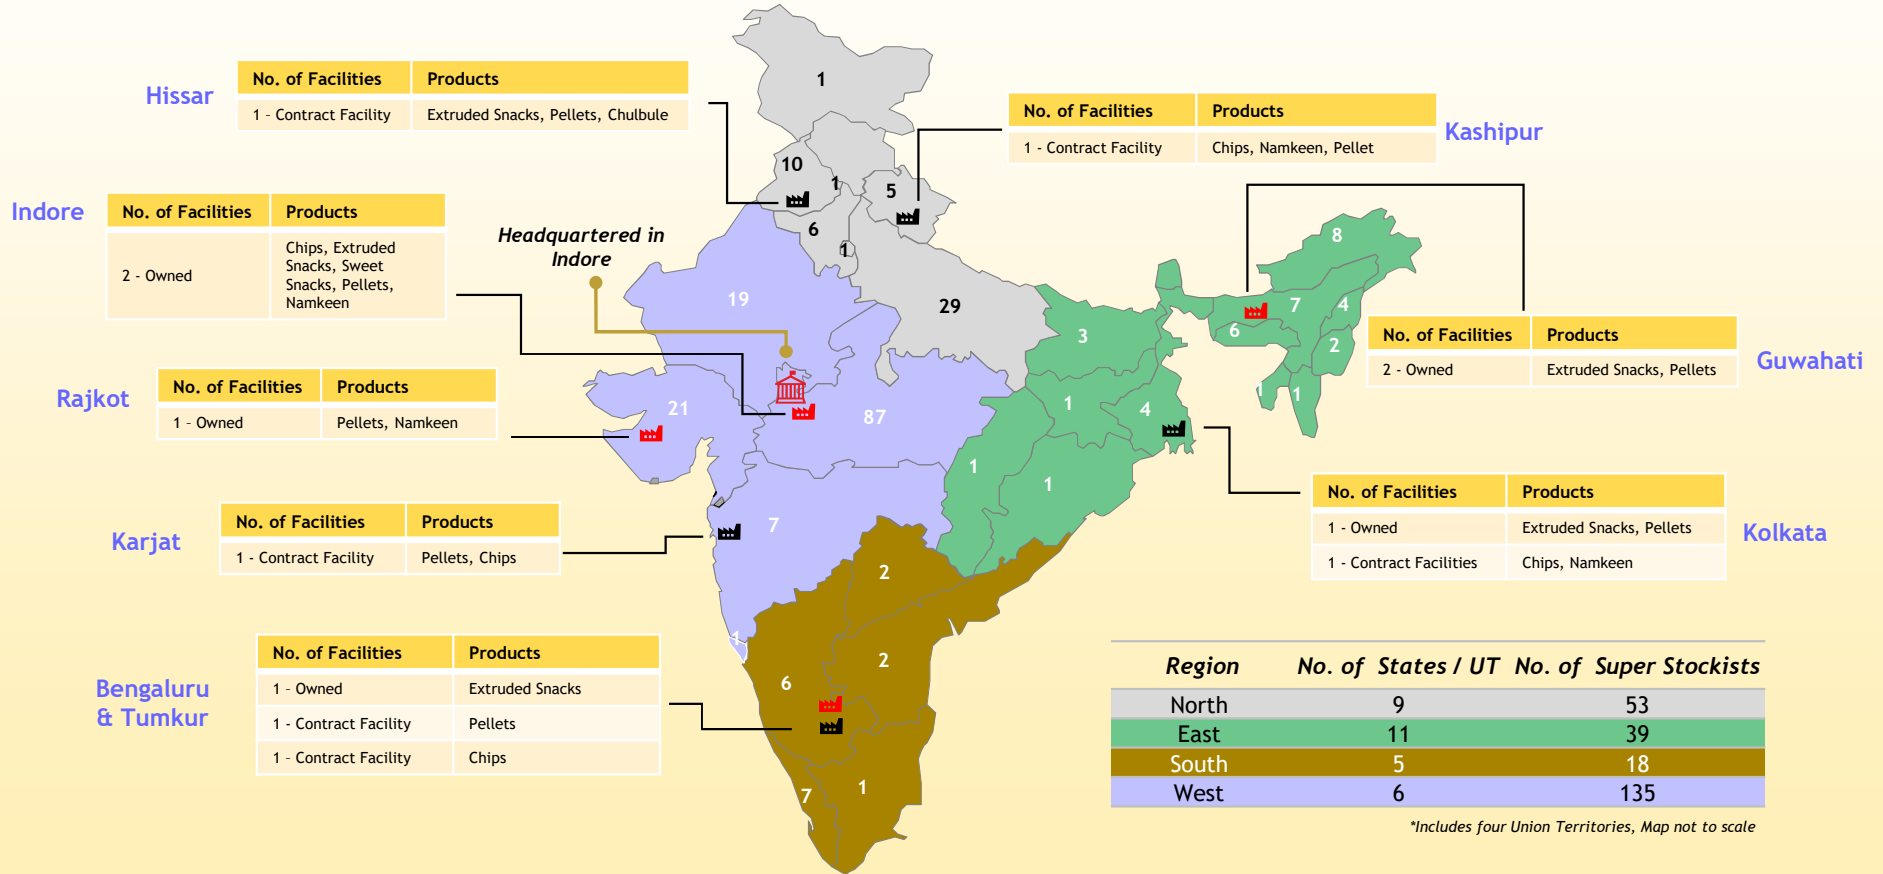 Hissar
No. of Facilities Products
1 - Contract Facility Extruded Snacks, Pellets, Chulbule
Kashipur
No. of Facilities Products
1 - Contract Facility Chips, Namkeen, Pellet
Indore
No. of Facilities Products
2 - Owned
Chips, Extruded
Snacks, Sweet
Snacks, Pellets,
Namkeen
Headquartered in
Indore
Rajkot
No. of Facilities Products
1 - Owned Pellets, Namkeen
Guwahati
No. of Facilities Products
2 - Owned Extruded Snacks, Pellets
Karjat
No. of Facilities Products
1 - Contract Facility Pellets, Chips
Kolkata
No. of Facilities Products
1 - Owned Extruded Snacks, Pellets
1 - Contract Facilities Chips, Namkeen
Bengaluru
& Tumkur
No. of Facilities Products
1 - Owned Extruded Snacks
1 - Contract Facility Pellets
1 - Contract Facility Chips
1
10
1
5
6
1
29
19
21
87
7
1
8
7
4
6
2
1
1
3
1
4
1
1
2
2
6
7
1
Region No. of States / UT No. of Super Stockists
North 9 53
East 11 39
South 5 18
West 6 135
*Includes four Union Territories, Map not to scale